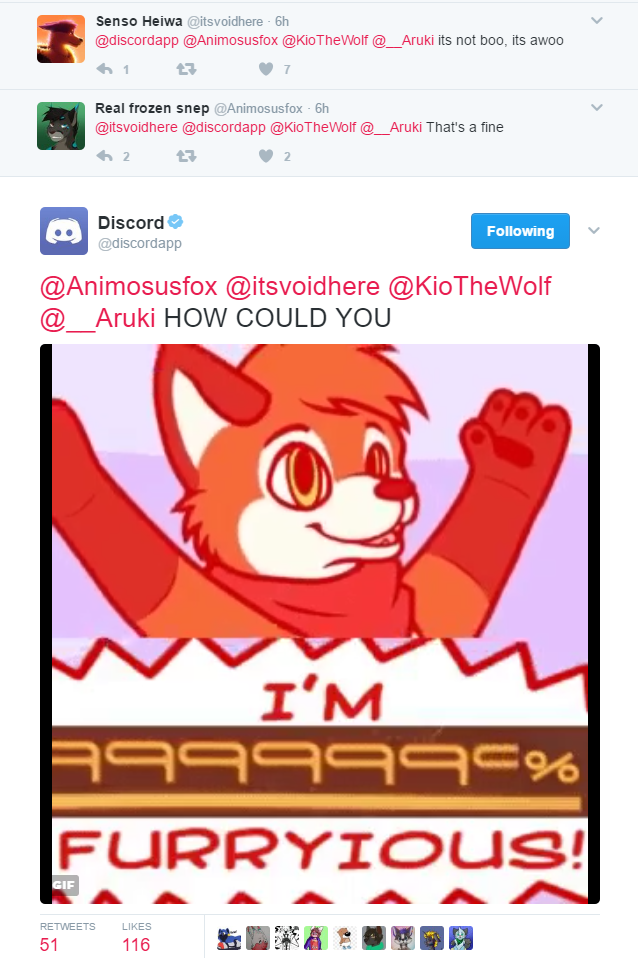 Senso Heiwa @itsvoidhere · 6h
@discordapp @Animosusfox @KioTheWolf @__Aruki its not boo, its awoo
1 7
Real frozen snep @Animosusfox · 6h
@itsvoidhere @discordapp @KioTheWolf @__Aruki That's a fine
2 2
Discord
@discordapp
Following
@Animosusfox @itsvoidhere @KioTheWolf
@__Aruki HOW COULD YOU
I'M
9999999%
FURRYIOUS!
GIF
RETWEETS LIKES
51 116